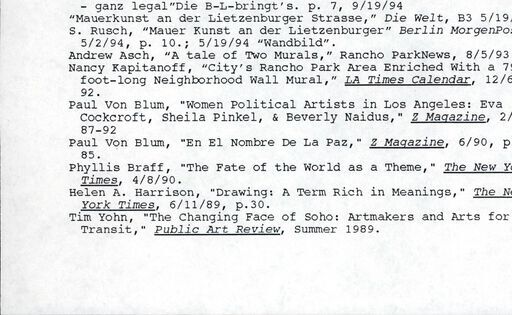 - ganz legal"Die B-L-bringt's. p. 7, 9/19/94
"Mauerkunst an der Lietzenburger Strasse," Die Welt, B3 5/19/
S. Rusch, "Mauer Kunst an der Lietzenburger" Berlin MorgenPos
5/2/94, p. 10.; 5/19/94 "Wandbild".
Andrew Asch, "A tale of Two Murals," Rancho ParkNews, 8/5/93
Nancy Kapitanoff, "City's Rancho Park Area Enriched With a 79
foot-long Neighborhood Wall Mural," LA Times Calendar, 12/6
92.
Paul Von Blum, "Women Political Artists in Los Angeles: Eva
Cockcroft, Sheila Pinkel, & Beverly Naidus," Z Magazine, 2/
87-92
Paul Von Blum, "En El Nombre De La Paz," Z Magazine, 6/90, p
85.
Phyllis Braff, "The Fate of the World as a Theme," The New Yo
Times, 4/8/90.
Helen A. Harrison, "Drawing: A Term Rich in Meanings," The Ne
York Times, 6/11/89, p.30.
Tim Yohn, "The Changing Face of Soho: Artmakers and Arts for
Transit," Public Art Review, Summer 1989.